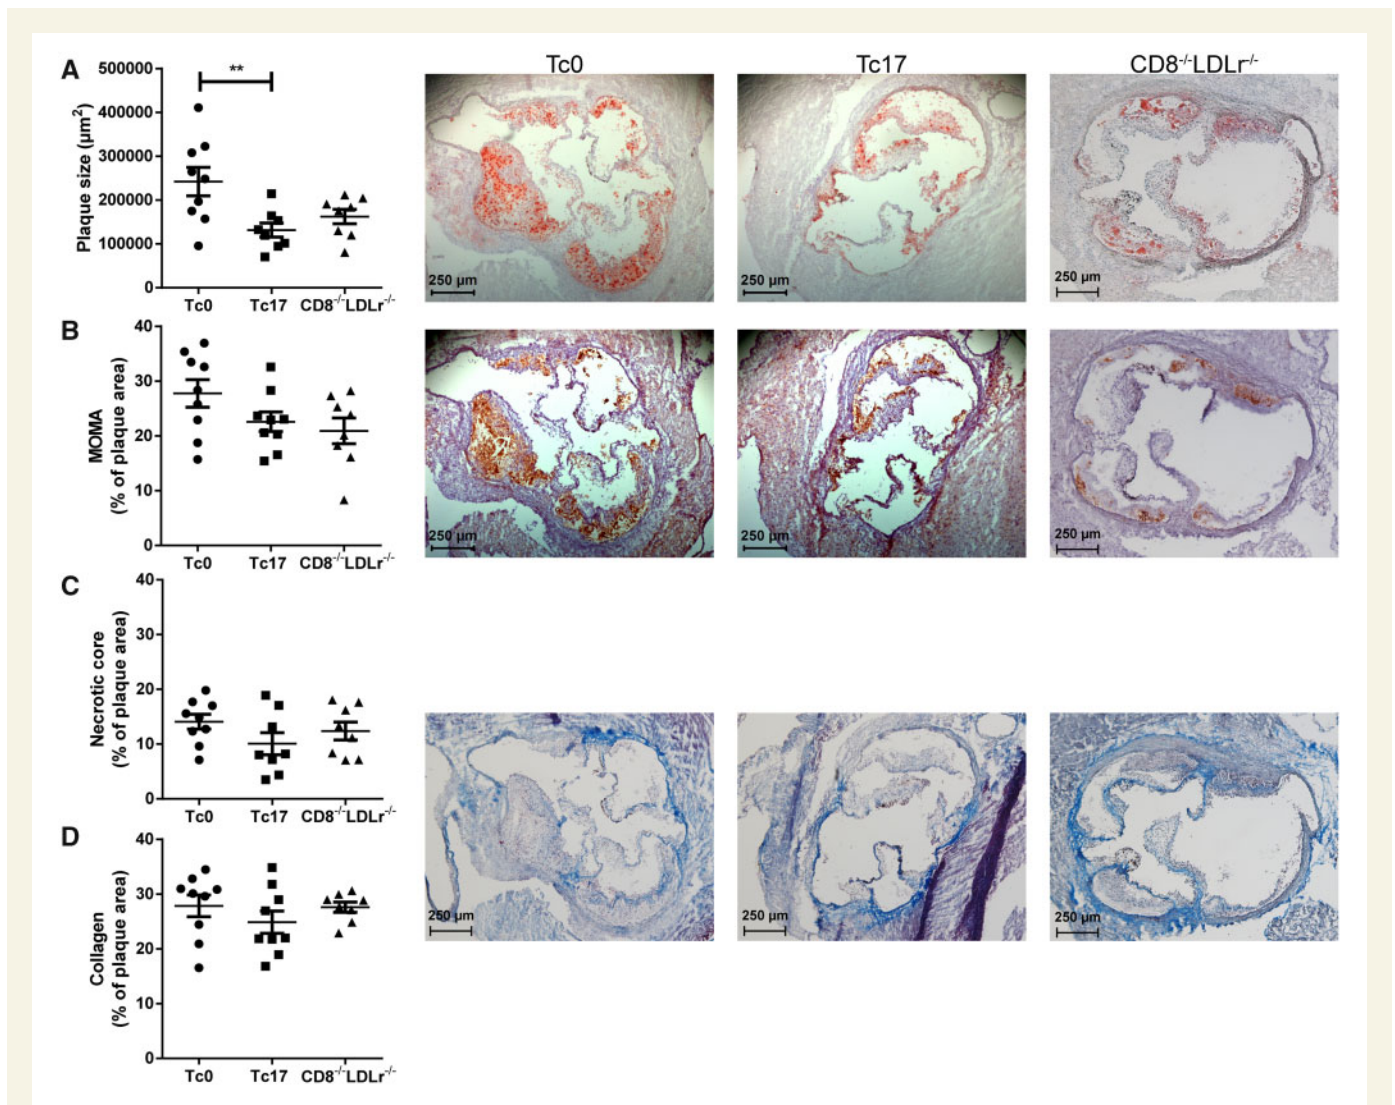 Tc0 Tc17 CD8⁻/⁻LDLr⁻/⁻
A
Plaque size (µm²)
500000
400000
300000
200000
100000
0
**
Tc0 Tc17 CD8⁻/⁻LDLr⁻/⁻
250 µm
250 µm
250 µm
B
MOMA
(% of plaque area)
40
30
20
10
0
Tc0 Tc17 CD8⁻/⁻LDLr⁻/⁻
250 µm
250 µm
250 µm
C
Necrotic core
(% of plaque area)
40
30
20
10
0
Tc0 Tc17 CD8⁻/⁻LDLr⁻/⁻
250 µm
250 µm
250 µm
D
Collagen
(% of plaque area)
40
30
20
10
0
Tc0 Tc17 CD8⁻/⁻LDLr⁻/⁻